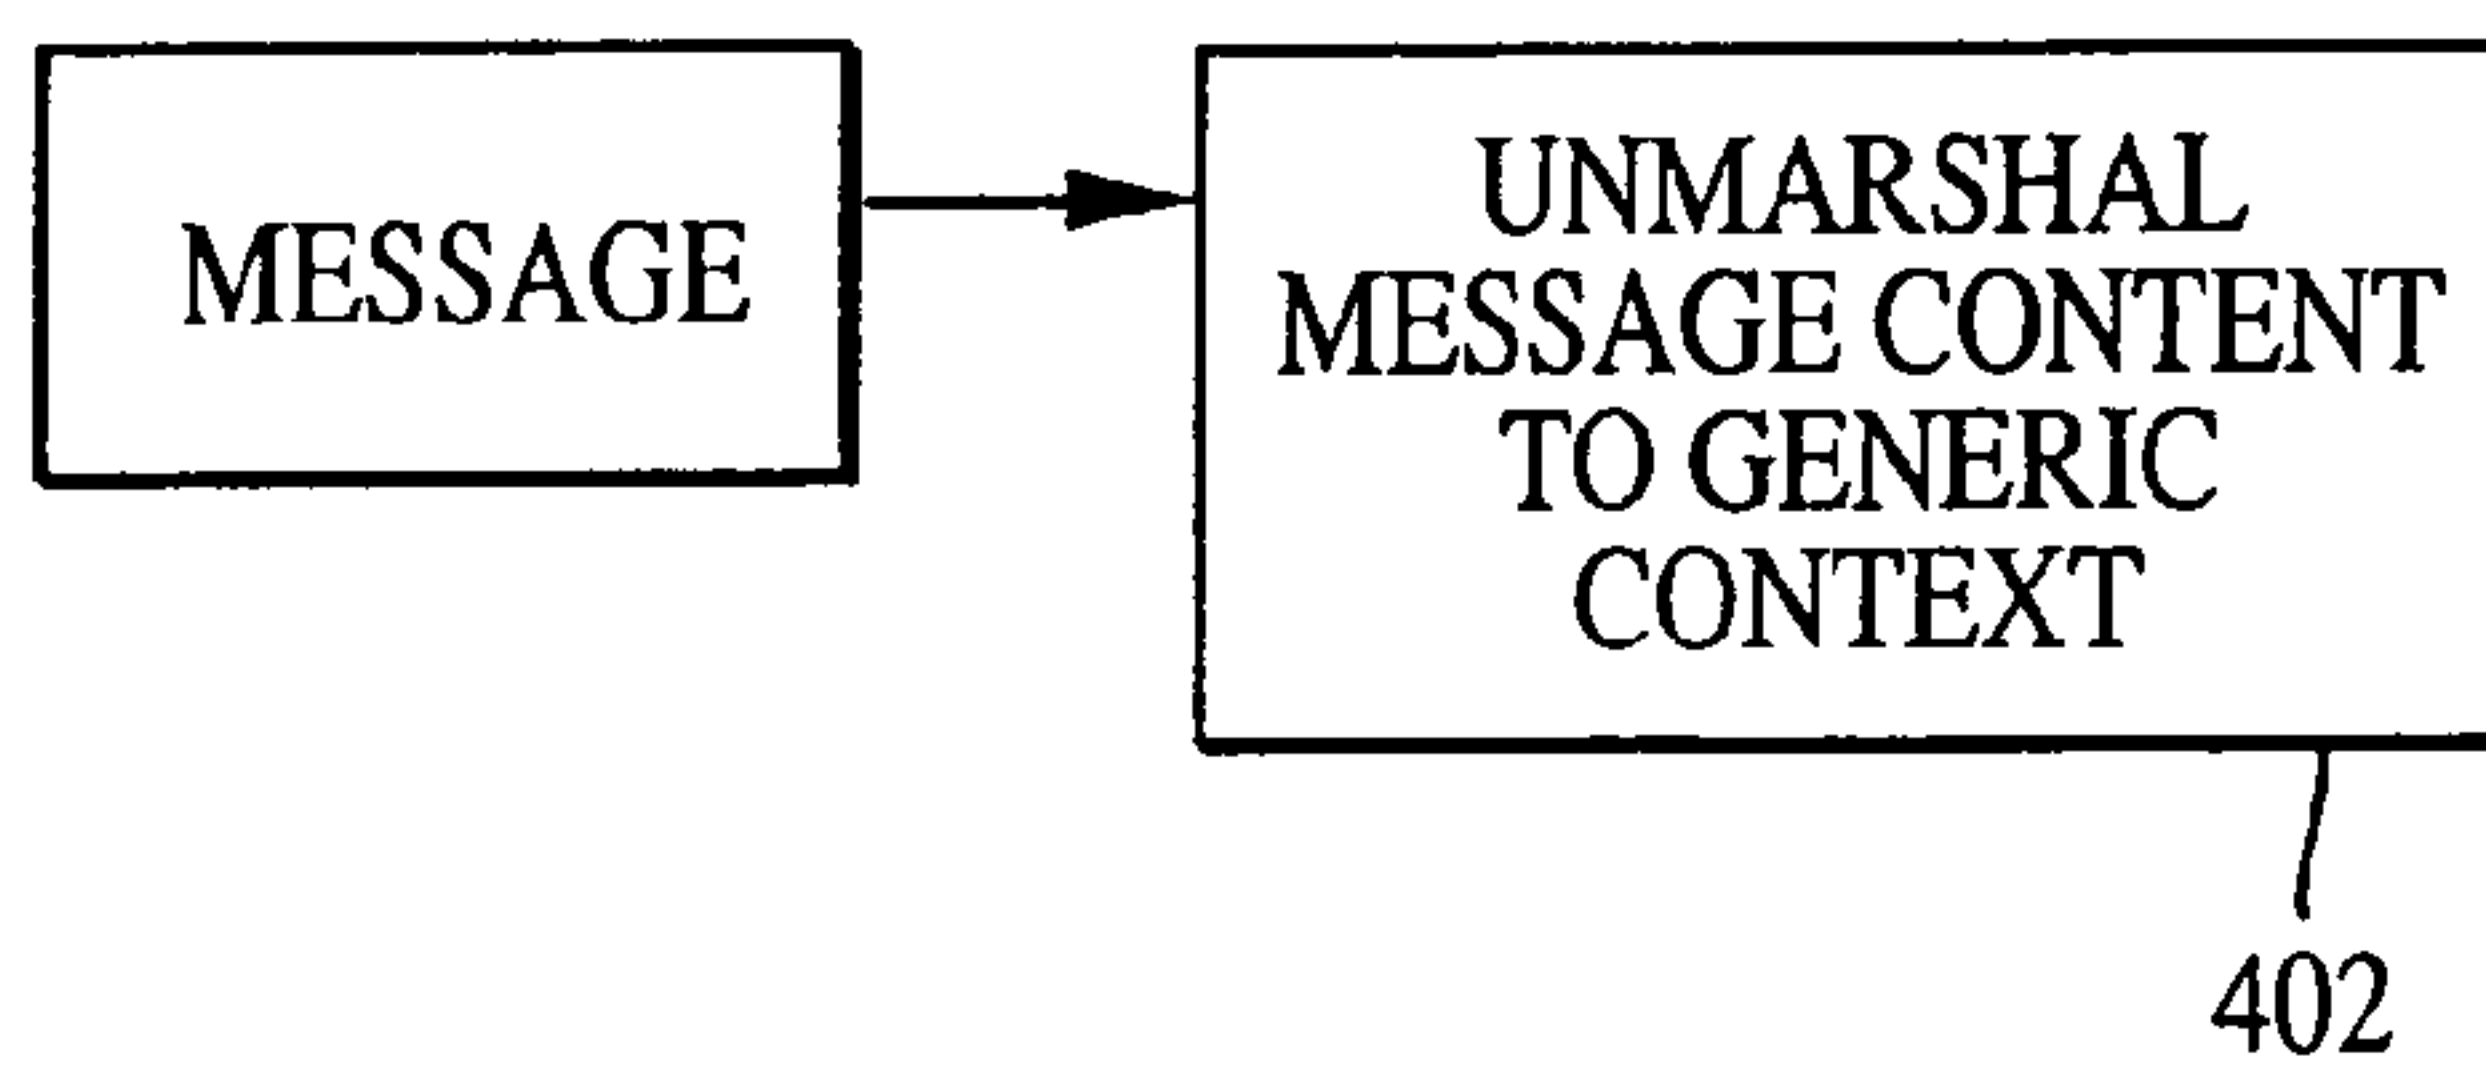 MESSAGE
UNMARSHAL
MESSAGE CONTENT
TO GENERIC
CONTEXT
402